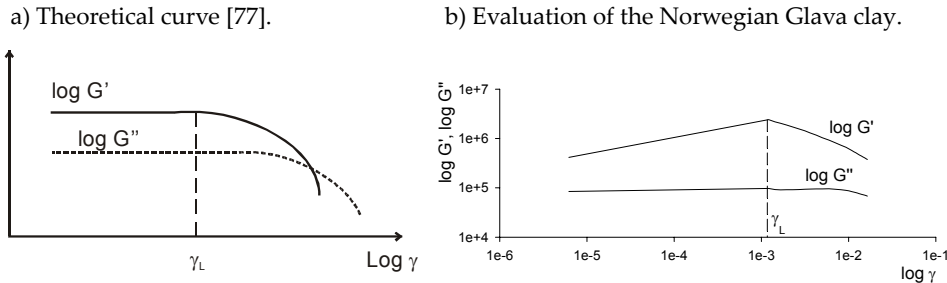 a) Theoretical curve [77].
log G’
log G’’
γL
Log γ
b) Evaluation of the Norwegian Glava clay.
log G', log G"
1e+7
1e+6
1e+5
1e+4
log G'
log G"
γL
1e-6
1e-5
1e-4
1e-3
1e-2
1e-1
log γ